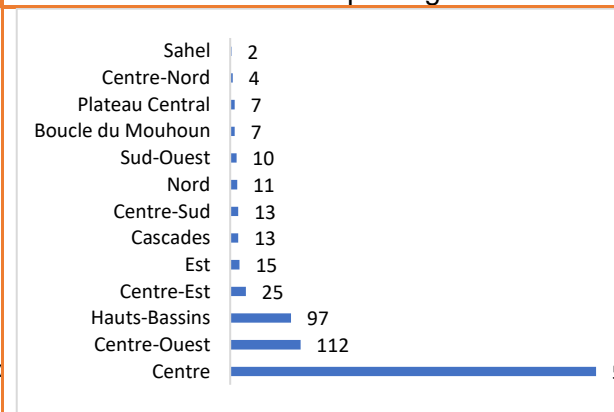 Sahel 2
Centre-Nord 4
Plateau Central 7
Boucle du Mouhoun 7
Sud-Ouest 10
Nord 11
Centre-Sud 13
Cascades 13
Est 15
Centre-Est 25
Hauts-Bassins 97
Centre-Ouest 112
Centre